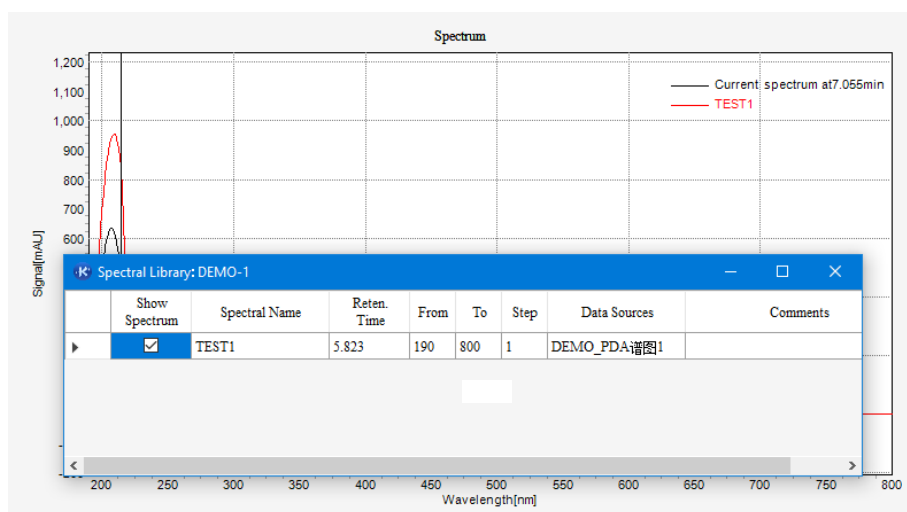 Spectrum
1,200
1,100
1,000
900
800
700
600
Signal[mAU]
Current spectrum at7.055min
TEST1
Spectral Library: DEMO-1
Show Spectrum Spectral Name Reten. Time From To Step Data Sources Comments
TEST1 5.823 190 800 1 DEMO_PDA谱图1
200 250 300 350 400 450 500 550 600 650 700 750 800
Wavelength[nm]